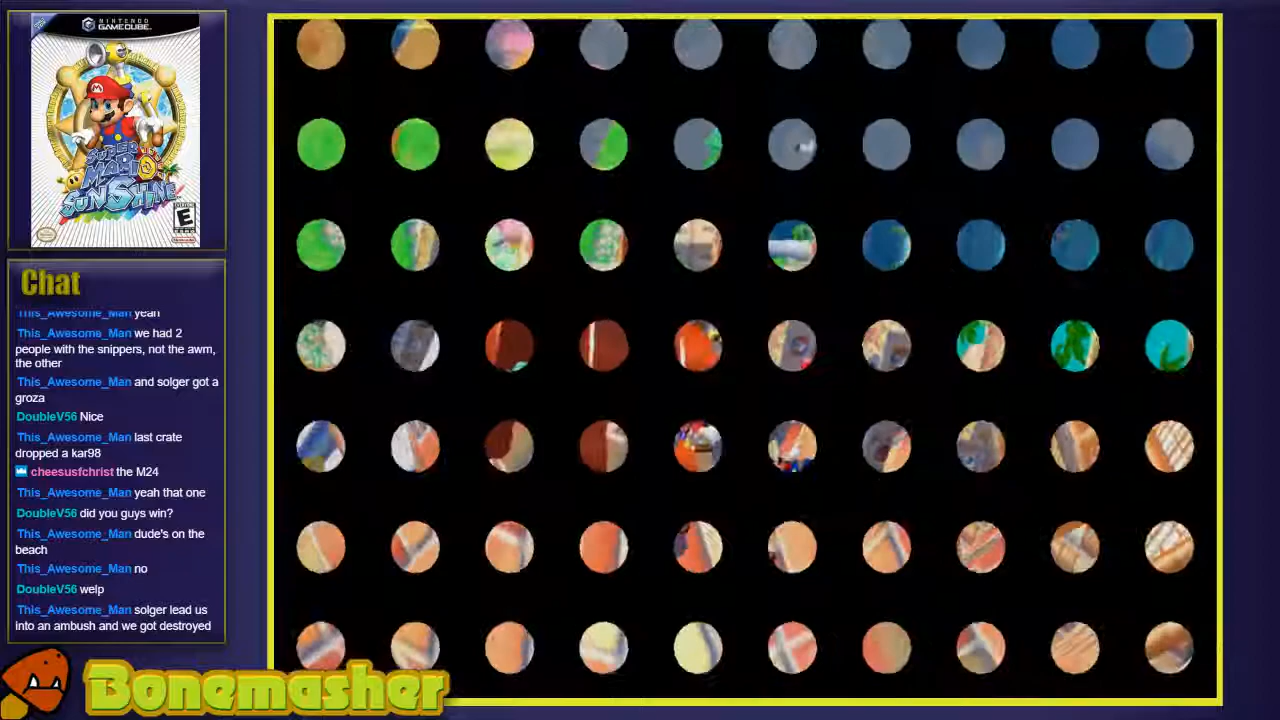 NINTENDO
GAMECUBE.
SUPER
MARIO
SUNSHINE
E
Chat
This_Awesome_Man yeah
This_Awesome_Man we had 2
people with the snippers, not the awm,
the other
This_Awesome_Man and solger got a
groza
DoubleV56 Nice
This_Awesome_Man last crate
dropped a kar98
cheesusfchrist the M24
This_Awesome_Man yeah that one
DoubleV56 did you guys win?
This_Awesome_Man dude's on the
beach
This_Awesome_Man no
DoubleV56 welp
This_Awesome_Man solger lead us
into an ambush and we got destroyed
Bonemasher